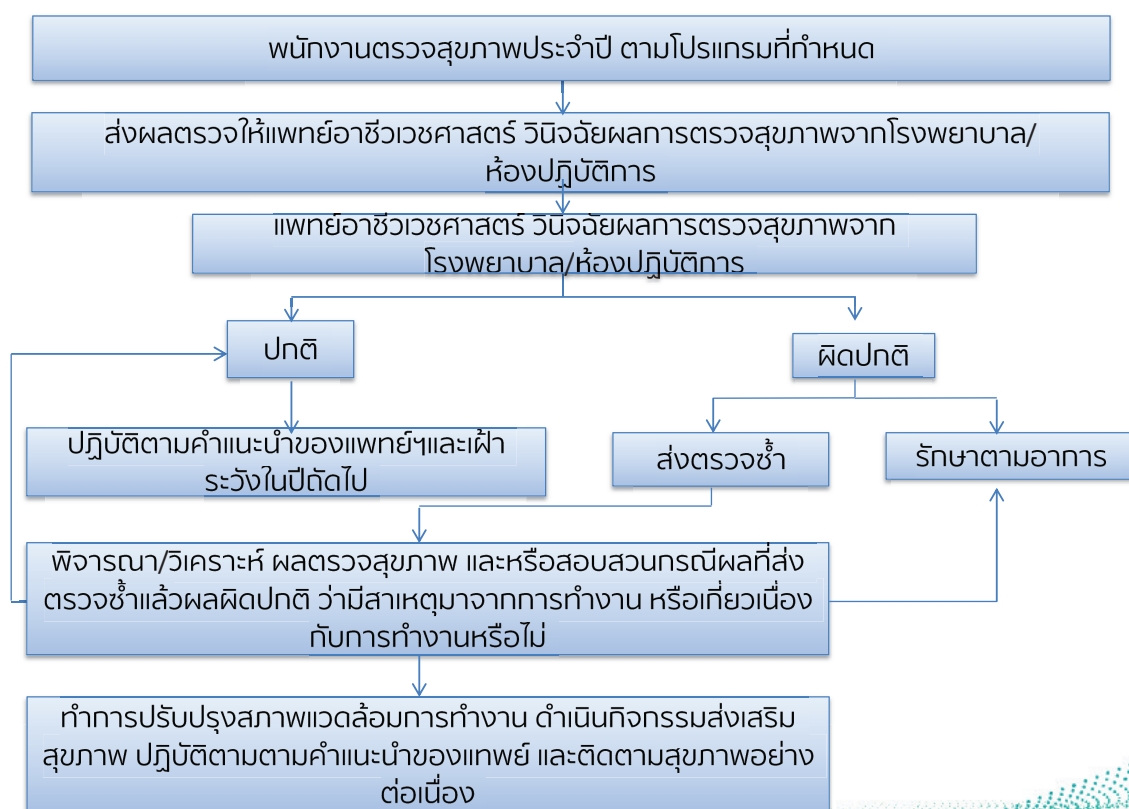 พนักงานตรวจสุขภาพประจำปี ตามโปรแกรมที่กำหนด
ส่งผลตรวจให้แพทย์อาชีวเวชศาสตร์ วินิจฉัยผลการตรวจสุขภาพจากโรงพยาบาล/
ห้องปฏิบัติการ
แพทย์อาชีวเวชศาสตร์ วินิจฉัยผลการตรวจสุขภาพจาก
โรงพยาบาล/ห้องปฏิบัติการ
ปกติ
ผิดปกติ
ปฏิบัติตามคำแนะนำของแพทย์ฯและเฝ้า
ระวังในปีถัดไป
ส่งตรวจซ้ำ
รักษาตามอาการ
พิจารณา/วิเคราะห์ ผลตรวจสุขภาพ และหรือสอบสวนกรณีผลที่ส่ง
ตรวจซ้ำแล้วผลผิดปกติ ว่ามีสาเหตุมาจากการทำงาน หรือเกี่ยวเนื่อง
กับการทำงานหรือไม่
ทำการปรับปรุงสภาพแวดล้อมการทำงาน ดำเนินกิจกรรมส่งเสริม
สุขภาพ ปฏิบัติตามตามคำแนะนำของแทพย์ และติดตามสุขภาพอย่าง
ต่อเนื่อง